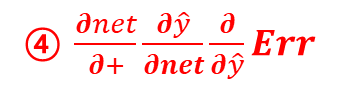 ④ ∂net/∂+ ∂ŷ/∂net ∂/∂ŷ Err